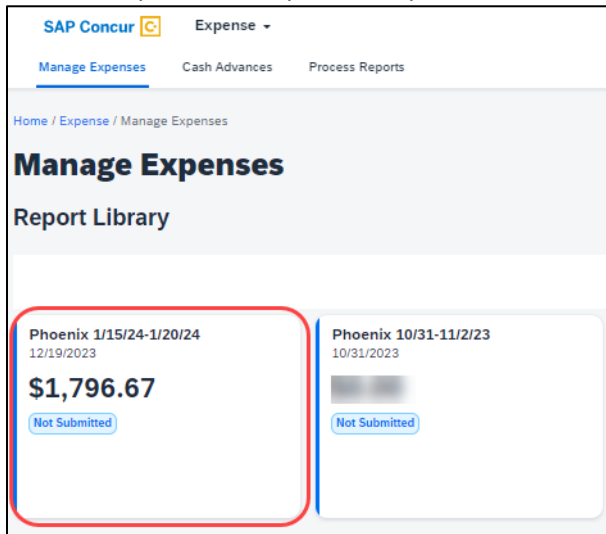 SAP Concur C Expense
Manage Expenses Cash Advances Process Reports
Home / Expense / Manage Expenses
Manage Expenses
Report Library
Phoenix 1/15/24-1/20/24
12/19/2023
$1,796.67
Not Submitted
Phoenix 10/31-11/2/23
10/31/2023
Not Submitted